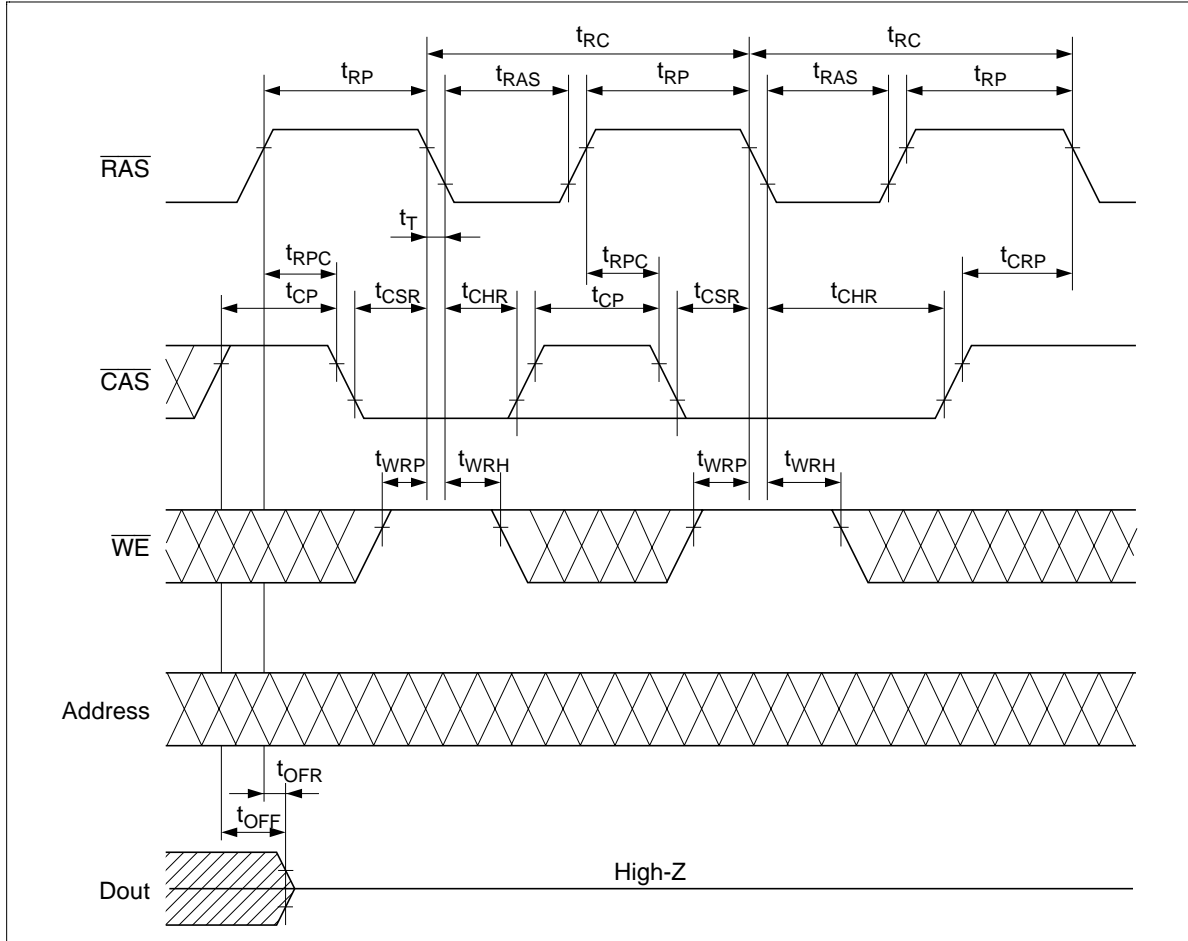 tRC tRC
tRP tRAS tRP tRAS tRP
RAS
tT
tRPC tRPC tCRP
tCP tCSR tCHR tCP tCSR tCHR
CAS
tWRP tWRH tWRP tWRH
WE
Address
tOFR
tOFF
High-Z
Dout